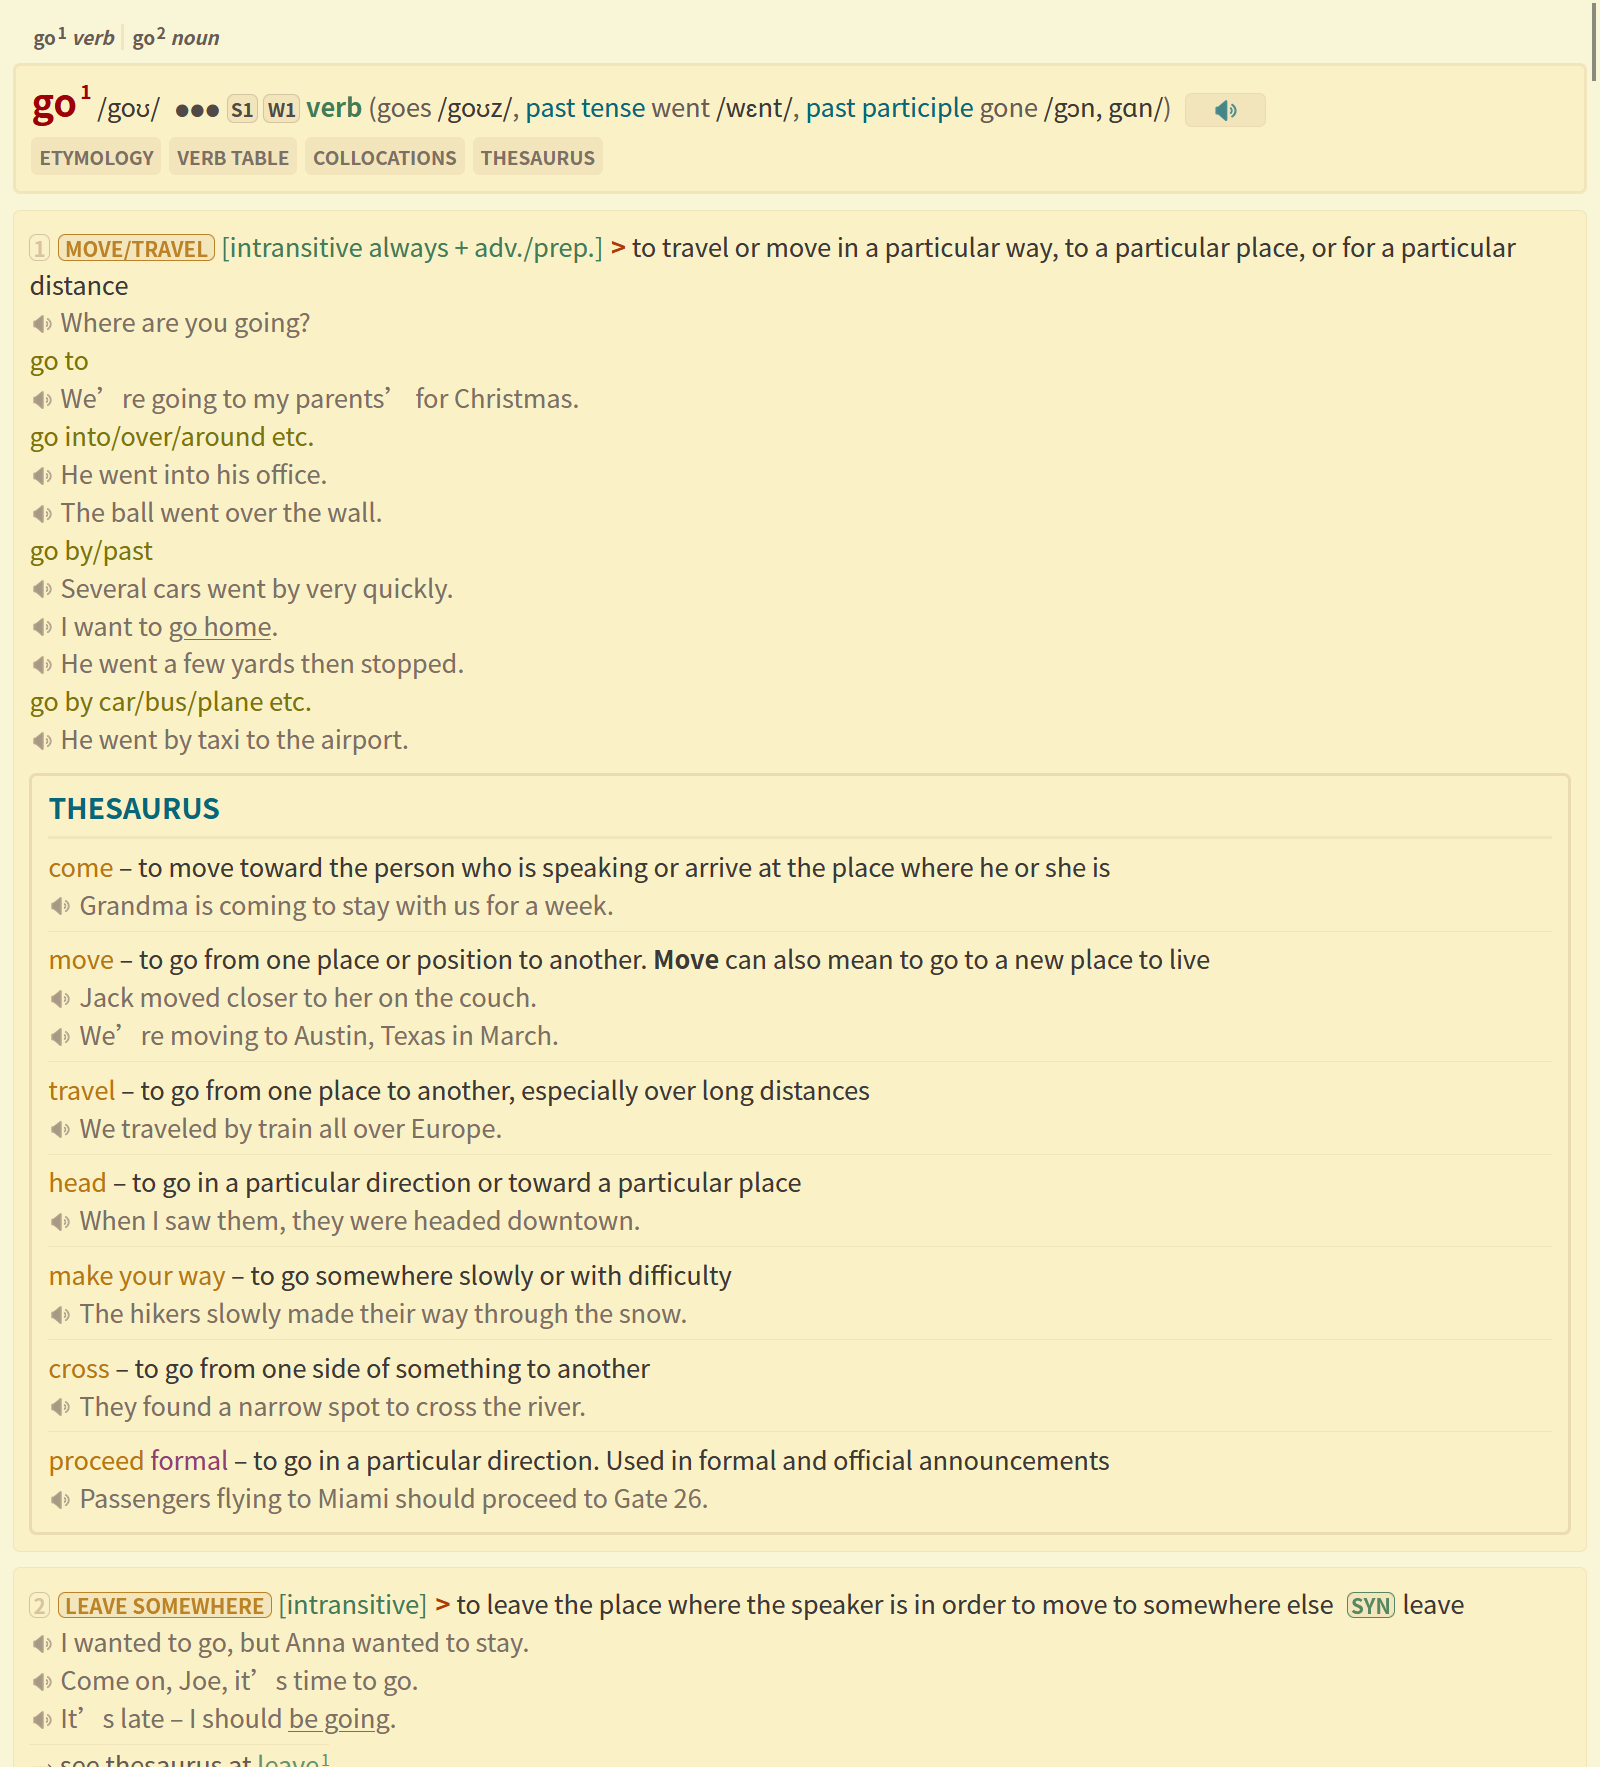 go¹ verb go² noun
go¹ /goʊ/ ●●● S1 W1 verb (goes /goʊz/, past tense went /wɛnt/, past participle gone /gɔn, gɑn/)
ETYMOLOGY VERB TABLE COLLOCATIONS THESAURUS
1 MOVE/TRAVEL [intransitive always + adv./prep.] > to travel or move in a particular way, to a particular place, or for a particular
distance
Where are you going?
go to
We’re going to my parents’ for Christmas.
go into/over/around etc.
He went into his office.
The ball went over the wall.
go by/past
Several cars went by very quickly.
I want to go home.
He went a few yards then stopped.
go by car/bus/plane etc.
He went by taxi to the airport.
THESAURUS
come – to move toward the person who is speaking or arrive at the place where he or she is
Grandma is coming to stay with us for a week.
move – to go from one place or position to another. Move can also mean to go to a new place to live
Jack moved closer to her on the couch.
We’re moving to Austin, Texas in March.
travel – to go from one place to another, especially over long distances
We traveled by train all over Europe.
head – to go in a particular direction or toward a particular place
When I saw them, they were headed downtown.
make your way – to go somewhere slowly or with difficulty
The hikers slowly made their way through the snow.
cross – to go from one side of something to another
They found a narrow spot to cross the river.
proceed formal – to go in a particular direction. Used in formal and official announcements
Passengers flying to Miami should proceed to Gate 26.
2 LEAVE SOMEWHERE [intransitive] > to leave the place where the speaker is in order to move to somewhere else SYN leave
I wanted to go, but Anna wanted to stay.
Come on, Joe, it’s time to go.
It’s late – I should be going.
→ see thesaurus at leave¹